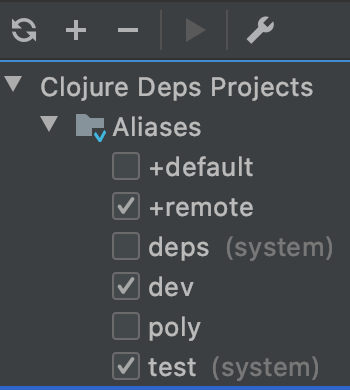 Clojure Deps Projects
Aliases
+default
+remote
deps (system)
dev
poly
test (system)